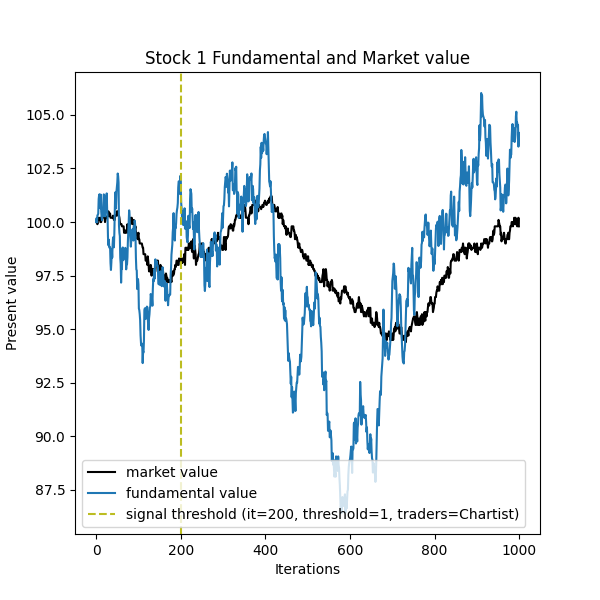 Stock 1 Fundamental and Market value
Present value
105.0
102.5
100.0
97.5
95.0
92.5
90.0
87.5
market value
fundamental value
signal threshold (it=200, threshold=1, traders=Chartist)
0 200 400 600 800 1000
Iterations